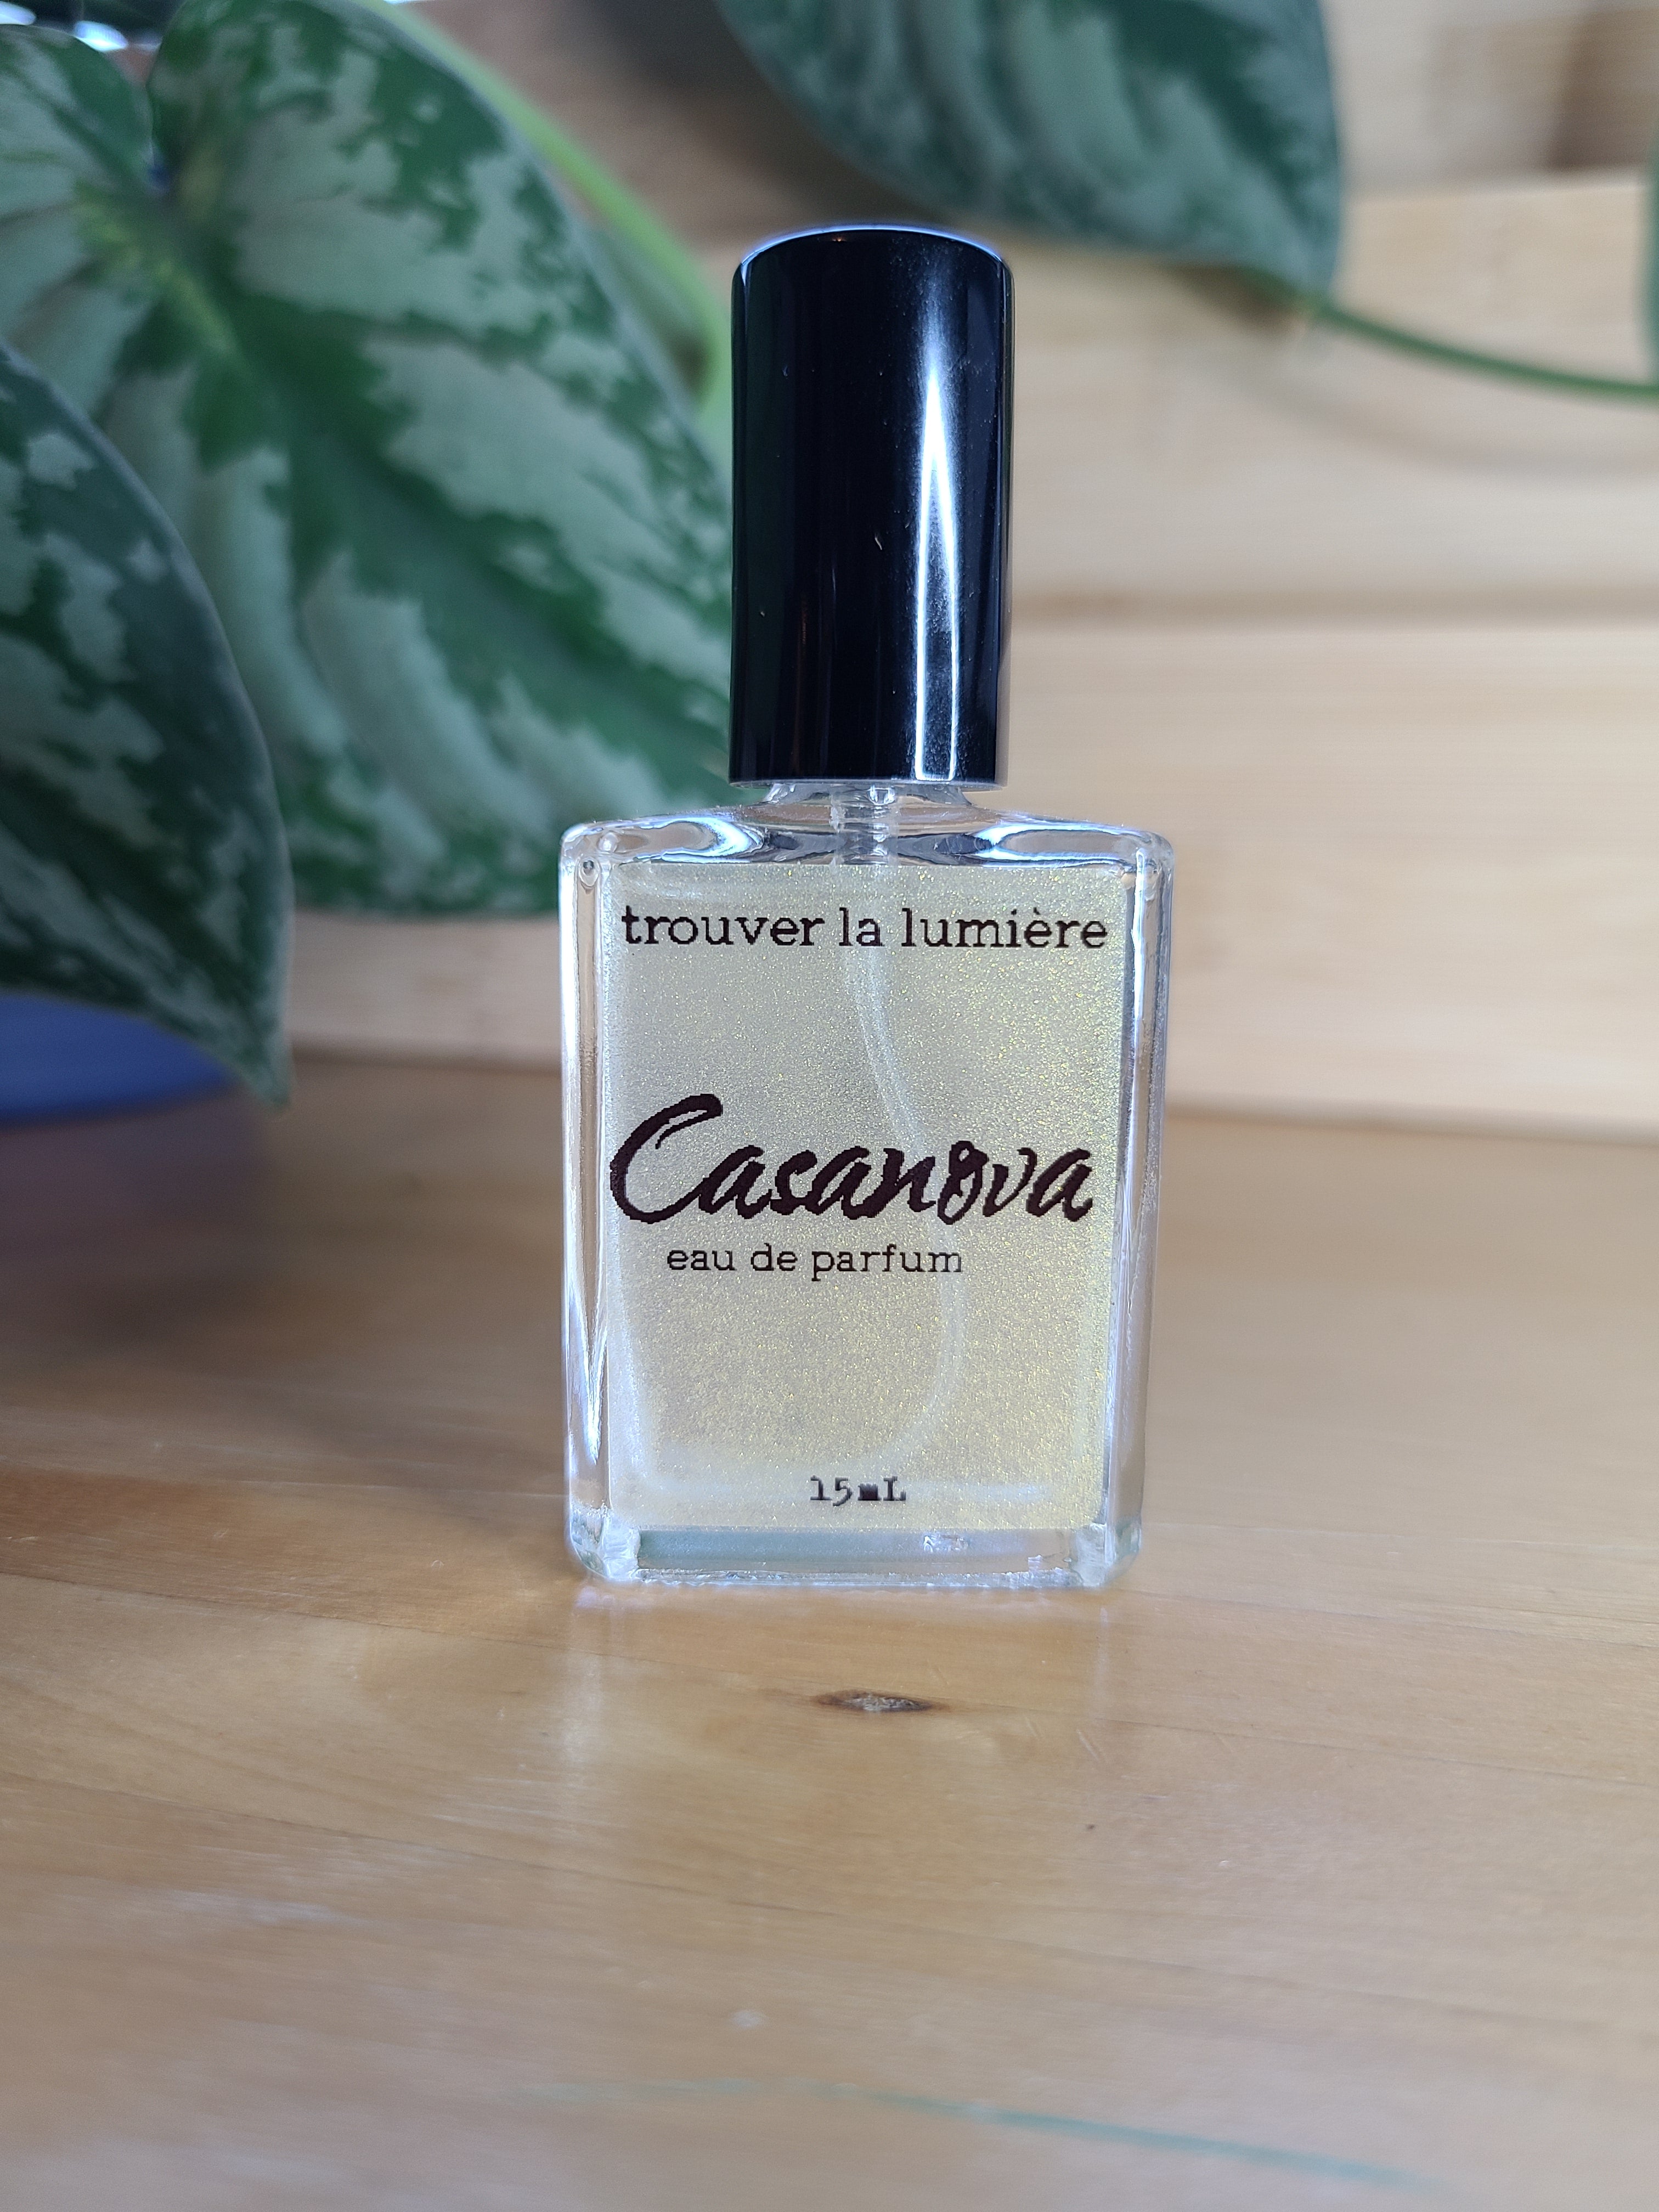 trouver la lumière
Casanova
eau de parfum
15mL